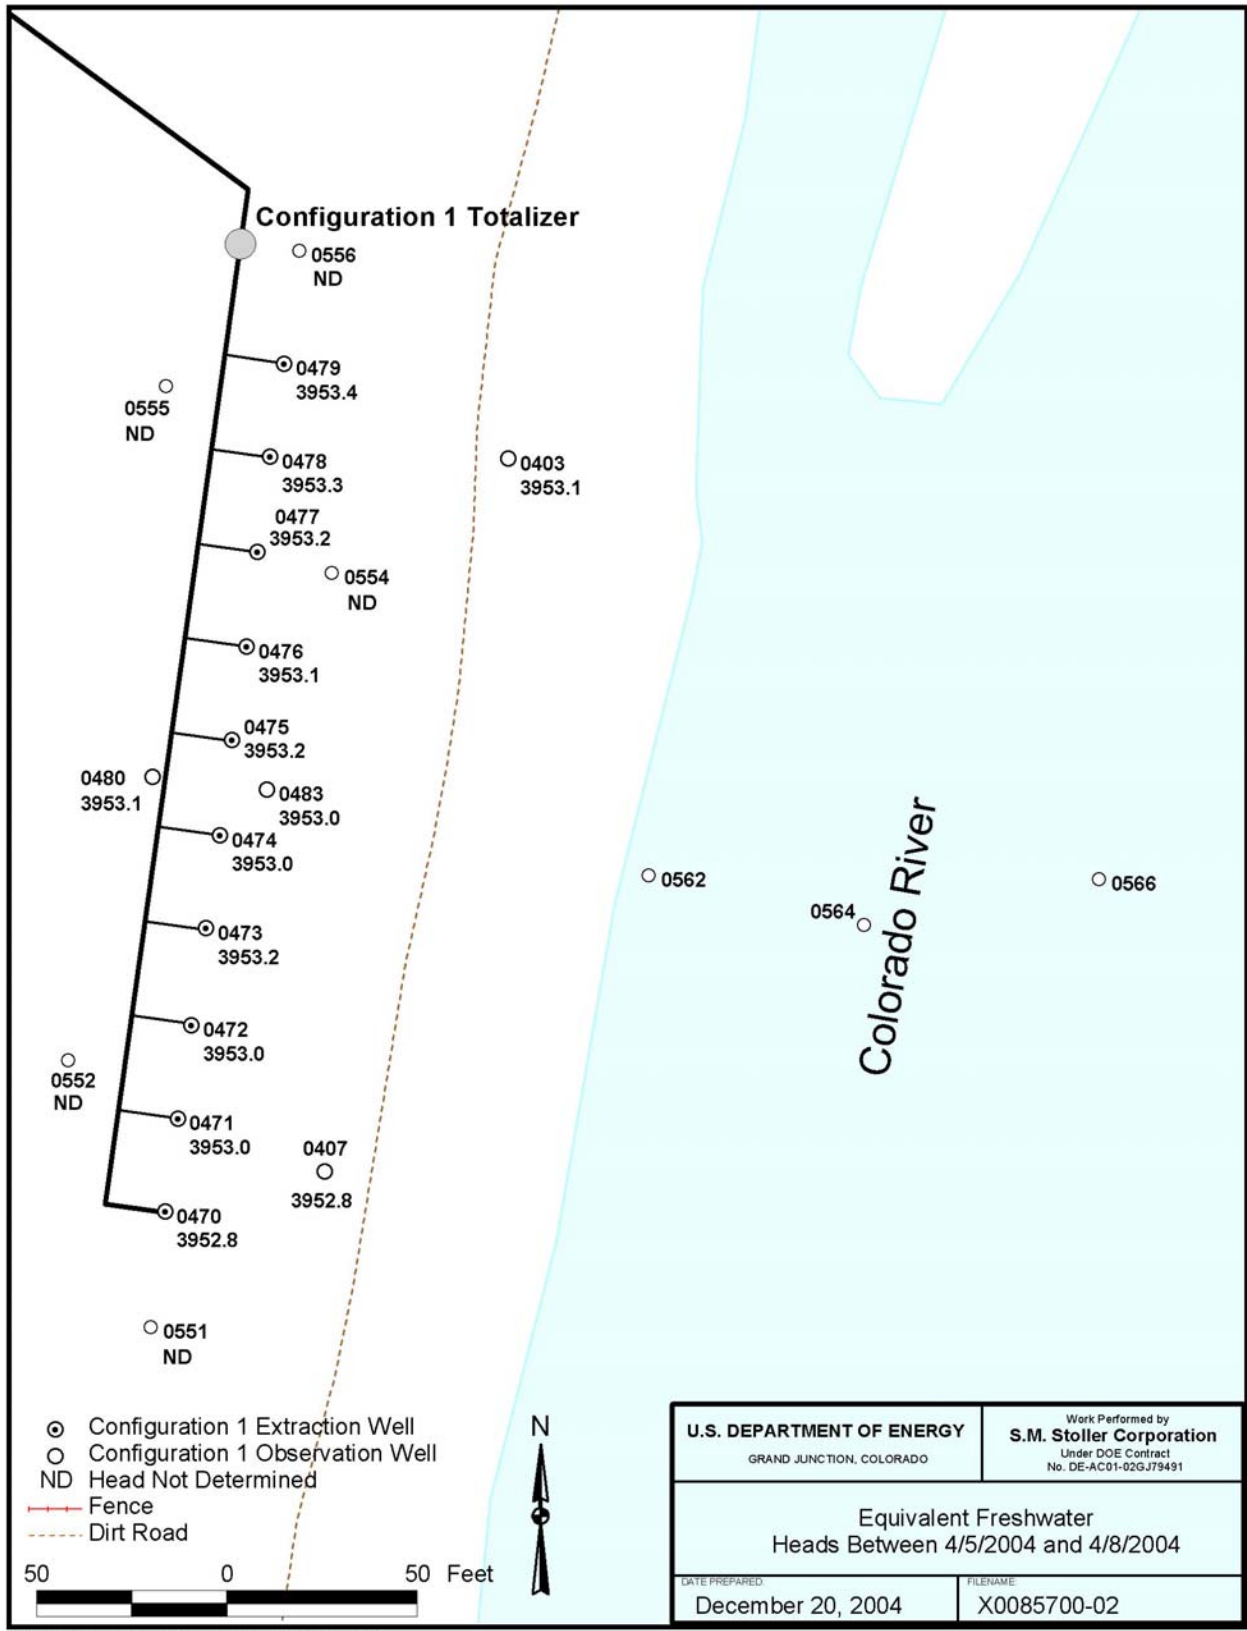 Configuration 1 Totalizer
0556
ND
0479
3953.4
0555
ND
0478
3953.3
0403
3953.1
0477
3953.2
0554
ND
0476
3953.1
0475
3953.2
0480
3953.1
0483
3953.0
0474
3953.0
0562
0564
0566
Colorado River
0473
3953.2
0472
3953.0
0552
ND
0471
3953.0
0407
3952.8
0470
3952.8
0551
ND
Configuration 1 Extraction Well
Configuration 1 Observation Well
ND Head Not Determined
Fence
Dirt Road
50 0 50 Feet
N
U.S. DEPARTMENT OF ENERGY
GRAND JUNCTION, COLORADO
Work Performed by
S.M. Stoller Corporation
Under DOE Contract
No. DE-AC01-02GJ79491
Equivalent Freshwater
Heads Between 4/5/2004 and 4/8/2004
DATE PREPARED:
December 20, 2004
FILENAME:
X0085700-02